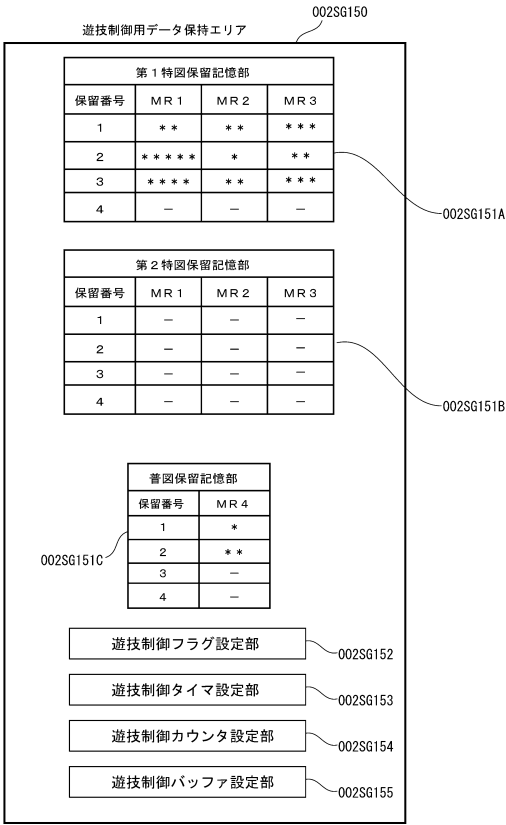 002SG150
遊技制御用データ保持エリア
第1特図保留記憶部
保留番号 MR1 MR2 MR3
1 ** ** ***
2 ***** * **
3 **** ** ***
4 － － －
002SG151A
第2特図保留記憶部
保留番号 MR1 MR2 MR3
1 － － －
2 － － －
3 － － －
4 － － －
002SG151B
普図保留記憶部
保留番号 MR4
1 *
2 **
3 －
4 －
002SG151C
遊技制御フラグ設定部
002SG152
遊技制御タイマ設定部
002SG153
遊技制御カウンタ設定部
002SG154
遊技制御バッファ設定部
002SG155